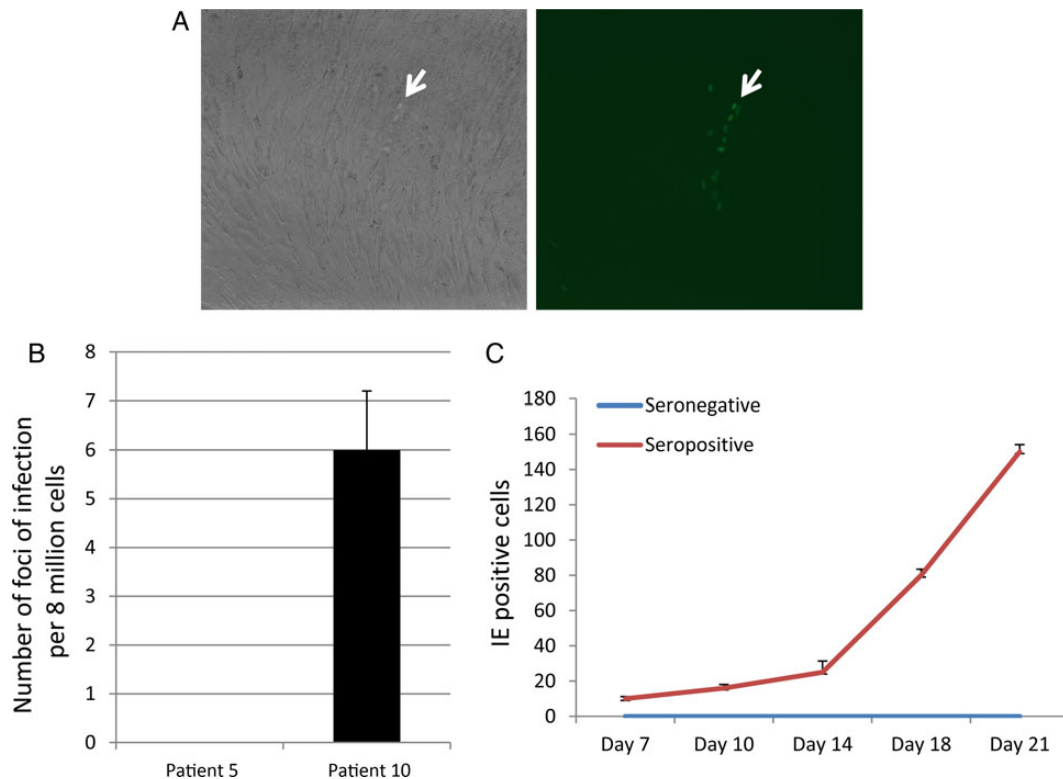 A
B
Number of foci of infection
per 8 million cells
8
7
6
5
4
3
2
1
0
Patient 5 Patient 10
C
IE positive cells
180
160
140
120
100
80
60
40
20
0
Seronegative
Seropositive
Day 7 Day 10 Day 14 Day 18 Day 21